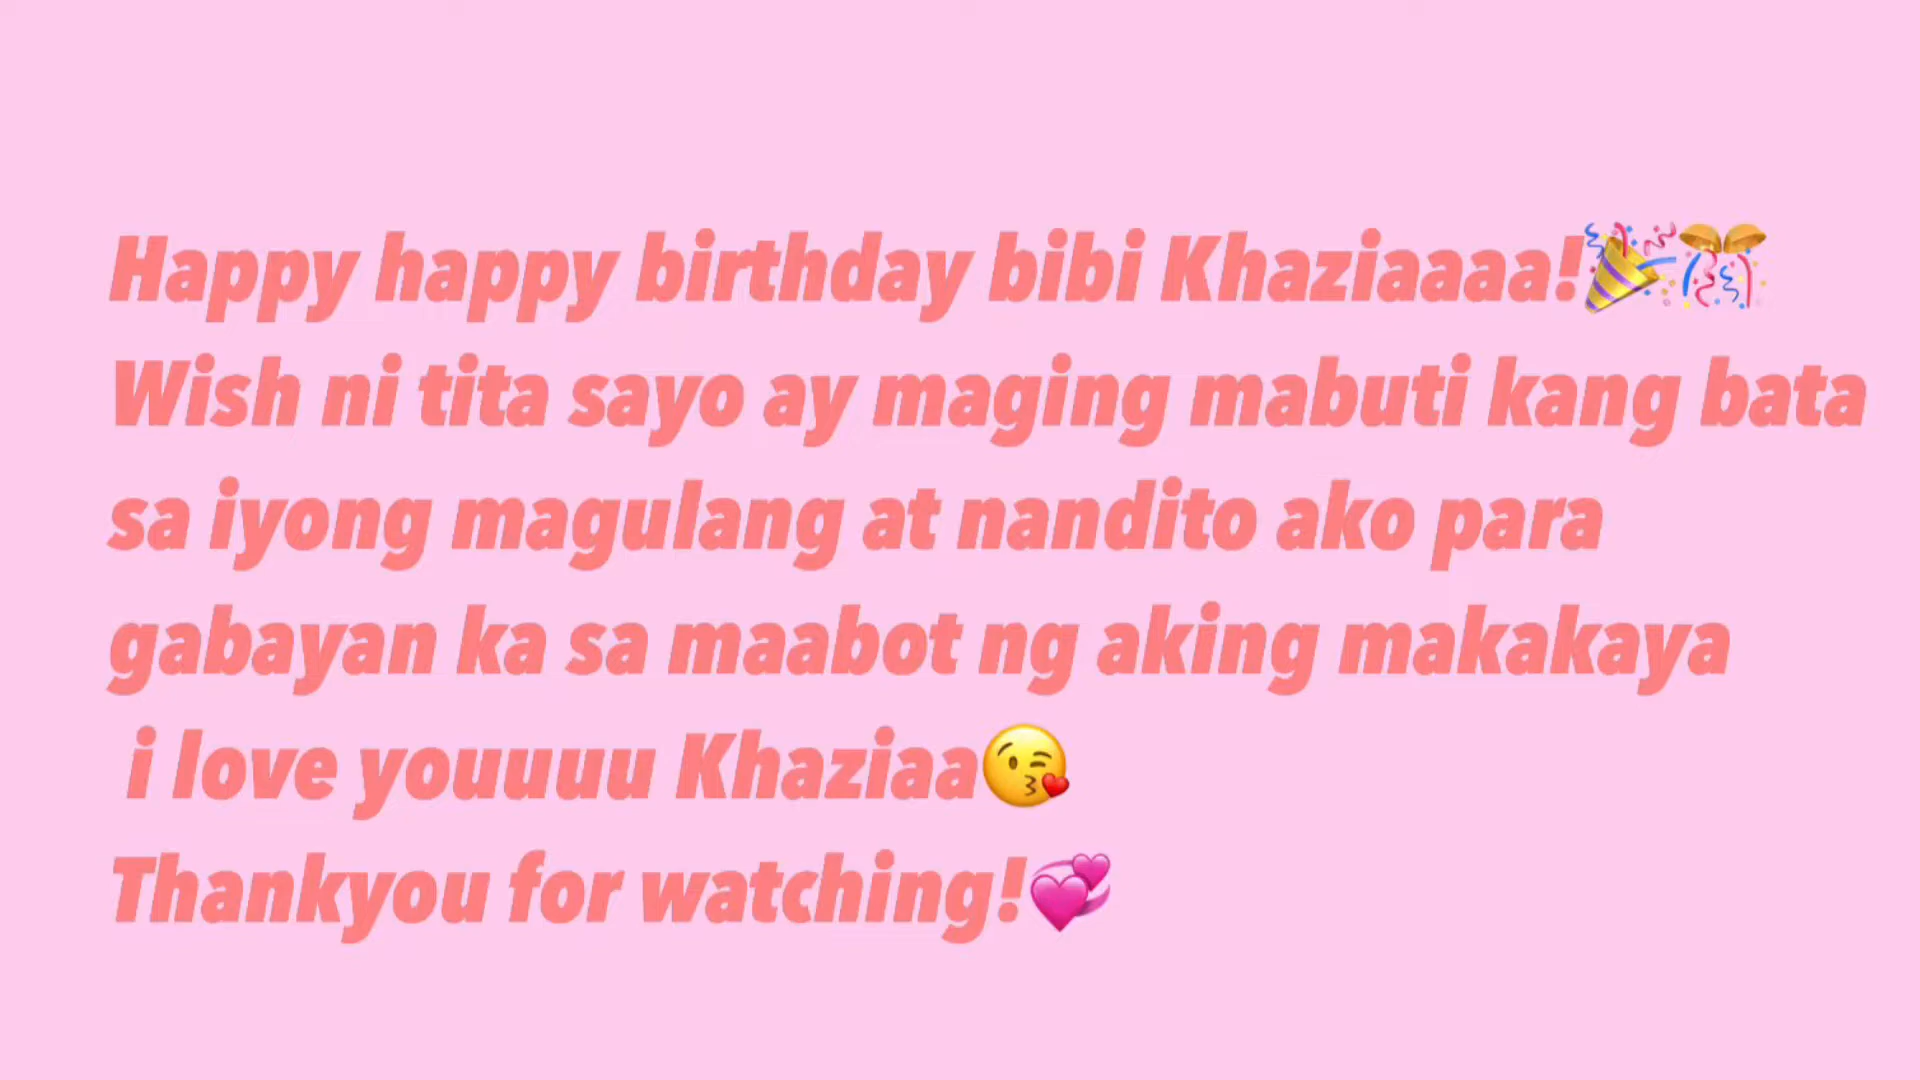 Happy happy birthday bibi Khaziaaaa!🎉🎊
Wish ni tita sayo ay maging mabuti kang bata
sa iyong magulang at nandito ako para
gabayan ka sa maabot ng aking makakaya
i love youuuu Khaziaa😘
Thankyou for watching!💞